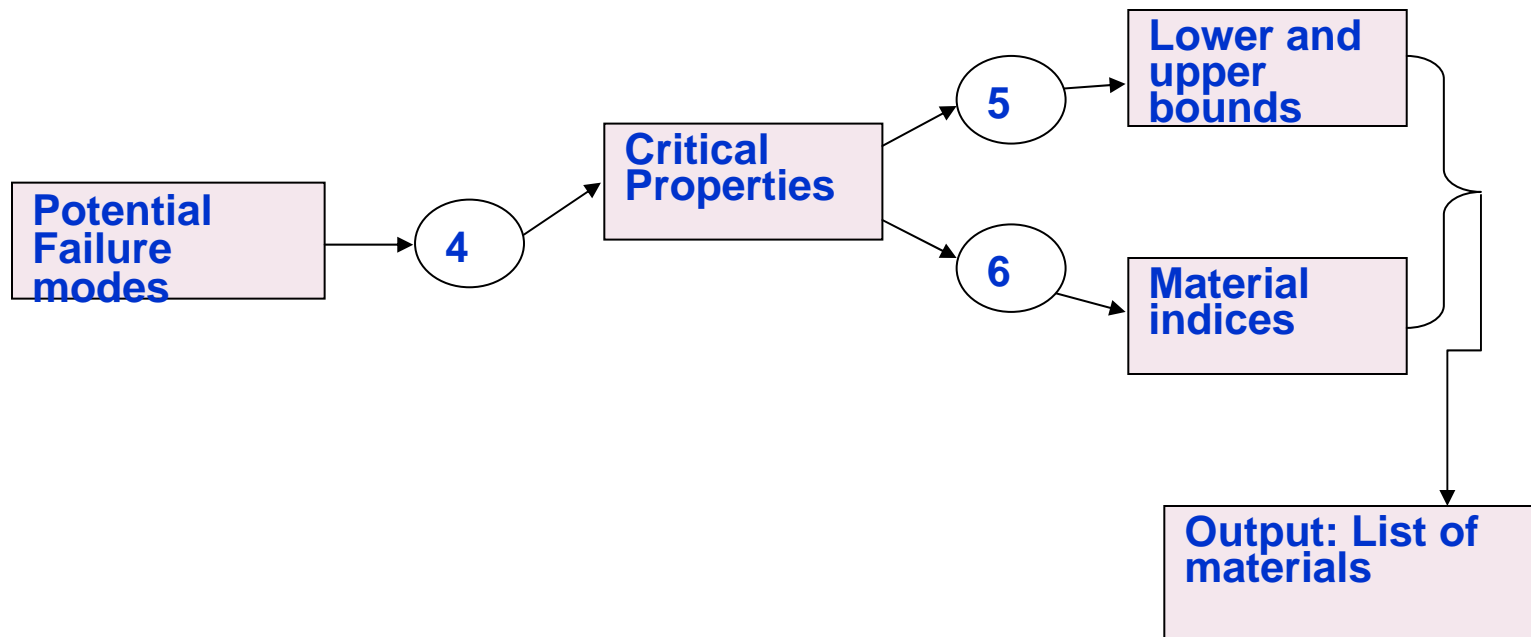 Potential
Failure
modes
4
Critical
Properties
5
Lower and
upper
bounds
6
Material
indices
Output: List of
materials